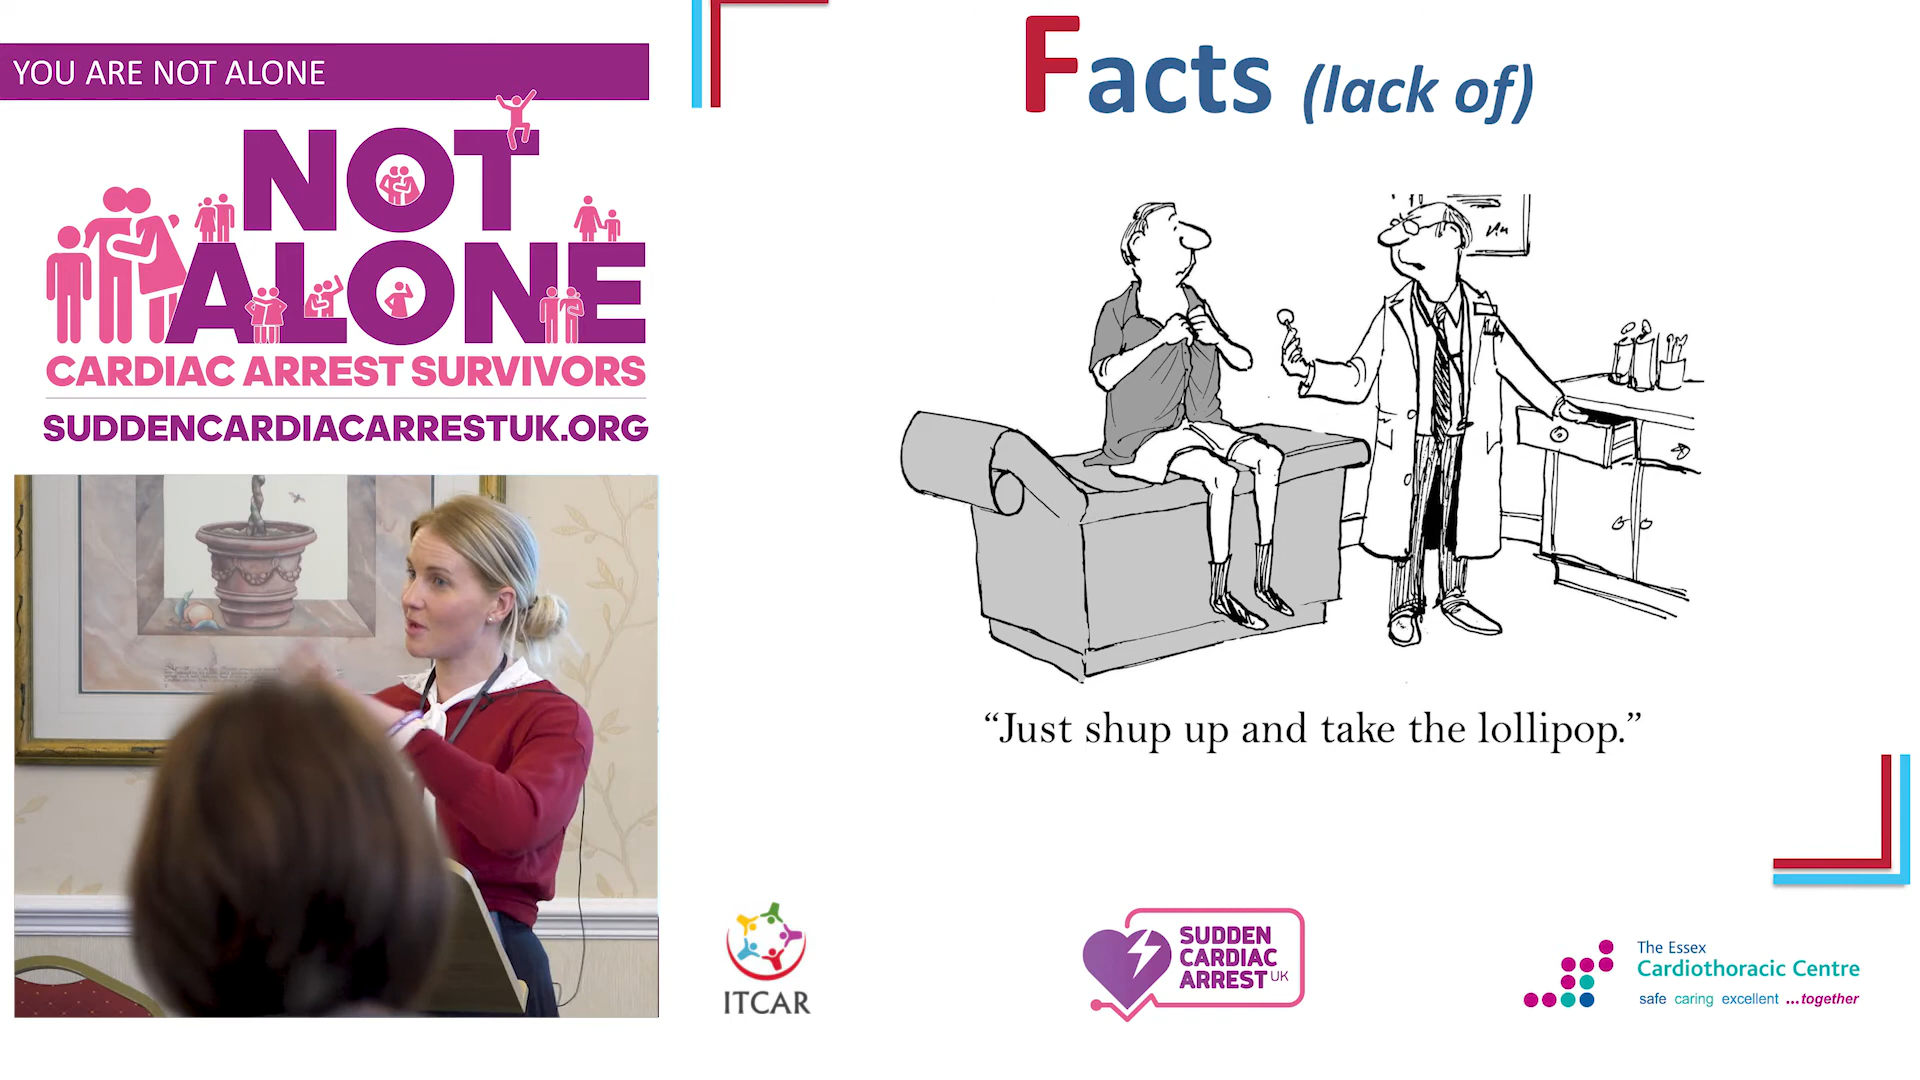 YOU ARE NOT ALONE
NOT
ALONE
CARDIAC ARREST SURVIVORS
SUDDENCARDIACARRESTUK.ORG
Facts (lack of)
“Just shup up and take the lollipop.”
ITCAR
SUDDEN
CARDIAC
ARREST UK
The Essex
Cardiothoracic Centre
safe caring excellent ...together